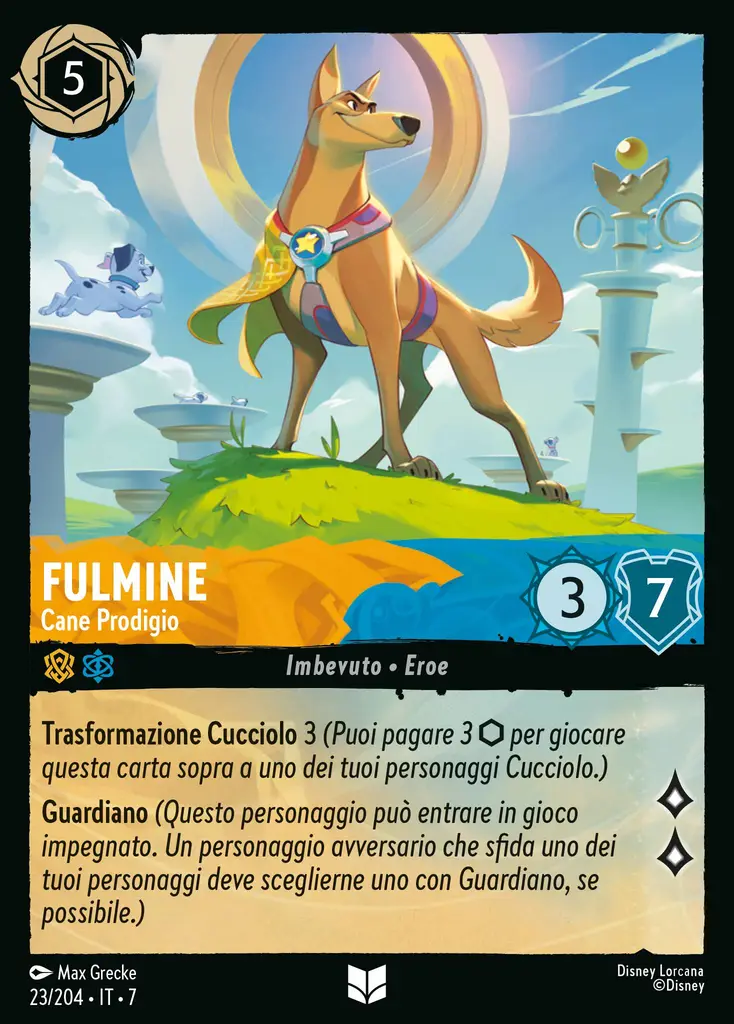 5
FULMINE
Cane Prodigio
3
7
Imbevuto • Eroe
Trasformazione Cucciolo 3 (Puoi pagare 3 ⬡ per giocare
questa carta sopra a uno dei tuoi personaggi Cucciolo.)
Guardiano (Questo personaggio può entrare in gioco
impegnato. Un personaggio avversario che sfida uno dei
tuoi personaggi deve sceglierne uno con Guardiano, se
possibile.)
Max Grecke
23/204 • IT • 7
Disney Lorcana
©Disney